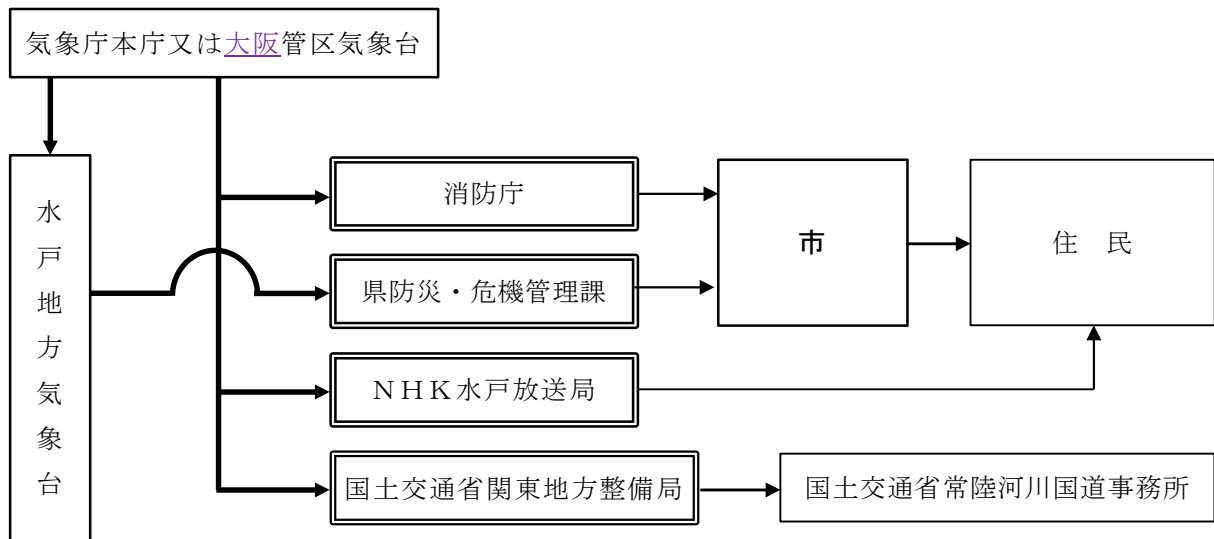 気象庁本庁又は大阪管区気象台
水戸地方気象台
消防庁
県防災・危機管理課
ＮＨＫ水戸放送局
国土交通省関東地方整備局
市
住　民
国土交通省常陸河川国道事務所